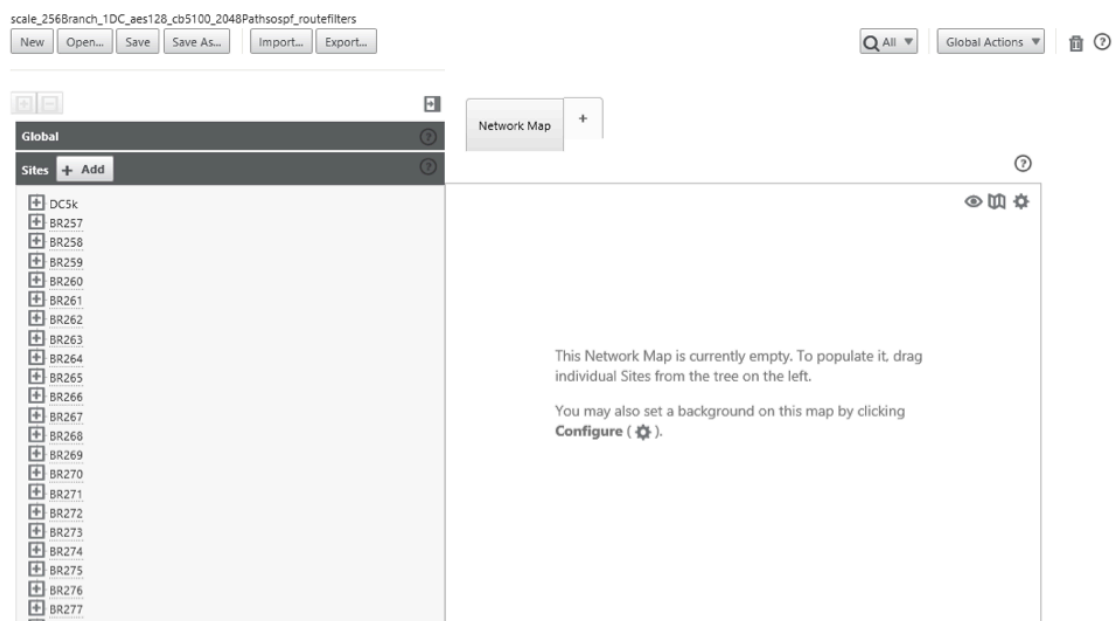 scale_256Branch_1DC_aes128_cb5100_2048Pathsospf_routefilters
New Open... Save Save As... Import... Export... All Global Actions
Network Map +
Global
Sites + Add
DC5k
BR257
BR258
BR259
BR260
BR261
BR262
BR263
BR264
BR265
BR266
BR267
BR268
BR269
BR270
BR271
BR272
BR273
BR274
BR275
BR276
BR277
This Network Map is currently empty. To populate it, drag
individual Sites from the tree on the left.
You may also set a background on this map by clicking
Configure ( ).